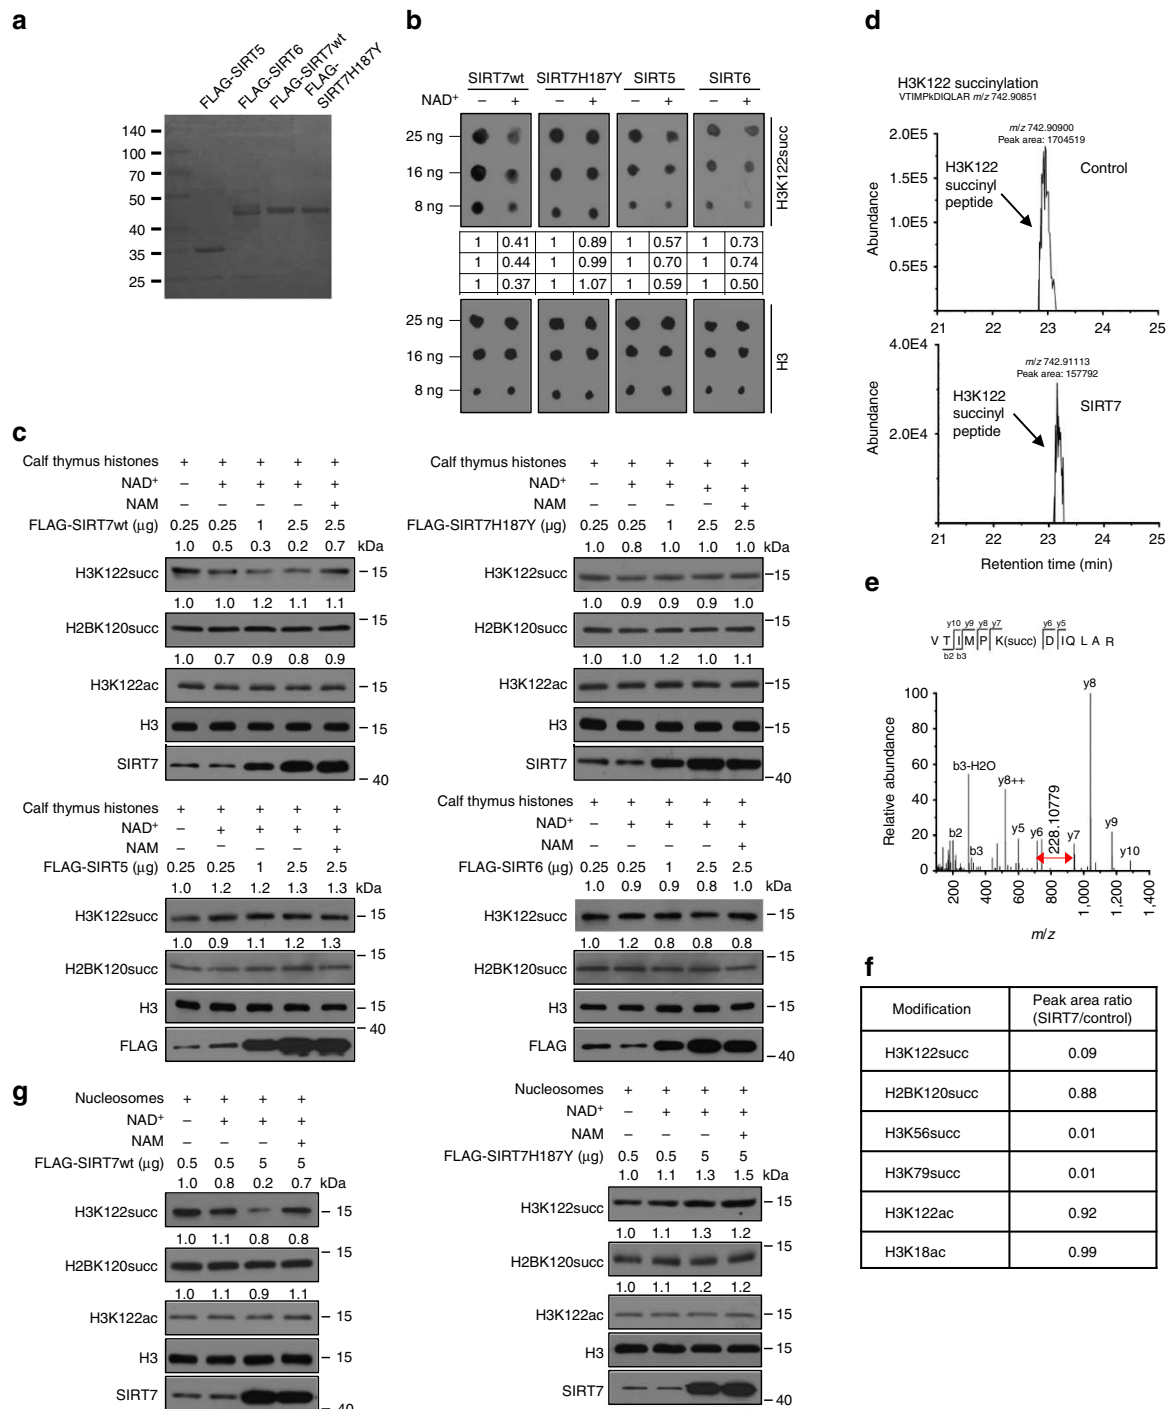 a
FLAG-SIRT5
FLAG-SIRT6
FLAG-SIRT7wt
FLAG-
SIRT7H187Y
140
100
70
50
40
35
25
b
SIRT7wt SIRT7H187Y SIRT5 SIRT6
NAD+ – + – + – + – +
25 ng
16 ng
8 ng
H3K122succ
1 0.41 1 0.89 1 0.57 1 0.73
1 0.44 1 0.99 1 0.70 1 0.74
1 0.37 1 1.07 1 0.59 1 0.50
25 ng
16 ng
8 ng
H3
c
Calf thymus histones + + + + +
NAD+ – + + + +
NAM – – – – +
FLAG-SIRT7wt (µg) 0.25 0.25 1 2.5 2.5
1.0 0.5 0.3 0.2 0.7 kDa
H3K122succ 15
1.0 1.0 1.2 1.1 1.1
H2BK120succ 15
1.0 0.7 0.9 0.8 0.9
H3K122ac 15
H3 15
SIRT7 40
Calf thymus histones + + + + +
NAD+ – + + + +
NAM – – – – +
FLAG-SIRT7H187Y (µg) 0.25 0.25 1 2.5 2.5
1.0 0.8 1.0 1.0 1.0 kDa
H3K122succ 15
1.0 0.9 0.9 0.9 1.0
H2BK120succ 15
1.0 1.0 1.2 1.0 1.1
H3K122ac 15
H3 15
SIRT7 40
Calf thymus histones + + + + +
NAD+ – + + + +
NAM – – – – +
FLAG-SIRT5 (µg) 0.25 0.25 1 2.5 2.5
1.0 1.2 1.2 1.3 1.3 kDa
H3K122succ 15
1.0 0.9 1.1 1.2 1.3
H2BK120succ 15
H3 15
FLAG 40
Calf thymus histones + + + + +
NAD+ – + + + +
NAM – – – – +
FLAG-SIRT6 (µg) 0.25 0.25 1 2.5 2.5
1.0 0.9 0.9 0.8 1.0 kDa
H3K122succ 15
1.0 1.2 0.8 0.8 0.8
H2BK120succ 15
H3 15
FLAG 40
d
H3K122 succinylation
VTIMPkDIQLAR m/z 742.90851
2.0E5
1.5E5
1.0E5
0.5E5
Abundance
m/z 742.90900
Peak area: 1704519
H3K122
succinyl
peptide
Control
21 22 23 24 25
4.0E4
2.0E4
Abundance
m/z 742.91113
Peak area: 157792
H3K122
succinyl
peptide
SIRT7
21 22 23 24 25
Retention time (min)
e
y10 y9 y8 y7 y6 y5
V T I M P K(succ) D IQ L A R
b2 b3
100
80
60
40
20
0
Relative abundance
y8
b3-H2O
y8++
b2
b3
y5
y6
228.10779
y7
y9
y10
200 400 600 800 1,000 1,200 1,400
m/z
f
Modification Peak area ratio
(SIRT7/control)
H3K122succ 0.09
H2BK120succ 0.88
H3K56succ 0.01
H3K79succ 0.01
H3K122ac 0.92
H3K18ac 0.99
g
Nucleosomes + + + +
NAD+ – + + +
NAM – – – +
FLAG-SIRT7wt (µg) 0.5 0.5 5 5
1.0 0.8 0.2 0.7 kDa
H3K122succ 15
1.0 1.1 0.8 0.8
H2BK120succ 15
1.0 1.1 0.9 1.1
H3K122ac 15
H3 15
SIRT7 40
Nucleosomes + + + +
NAD+ – + + +
NAM – – – +
FLAG-SIRT7H187Y (µg) 0.5 0.5 5 5
1.0 1.1 1.3 1.5 kDa
H3K122succ 15
1.0 1.1 1.3 1.2
H2BK120succ 15
1.0 1.1 1.2 1.2
H3K122ac 15
H3 15
SIRT7 40